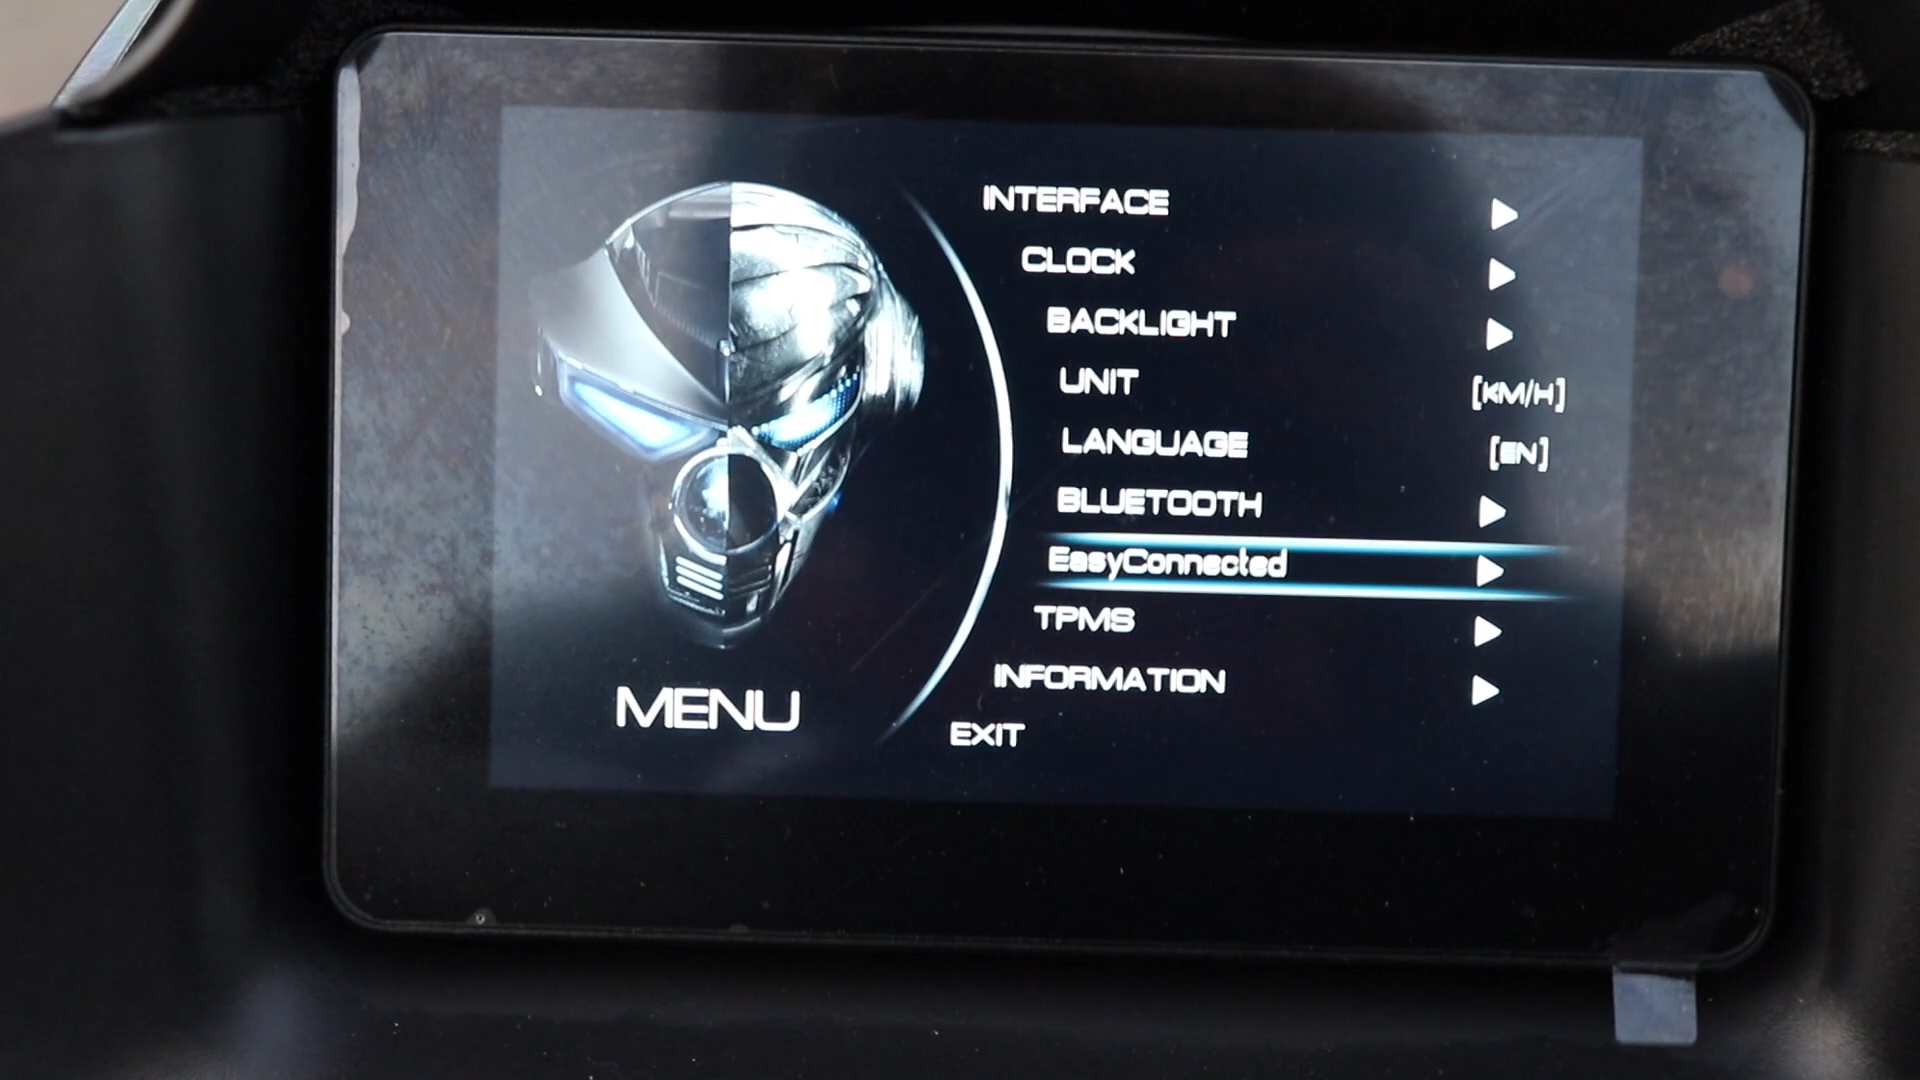 INTERFACE
CLOCK
BACKLIGHT
UNIT [KM/H]
LANGUAGE [EN]
BLUETOOTH
EasyConnected
TPMS
INFORMATION
EXIT
MENU